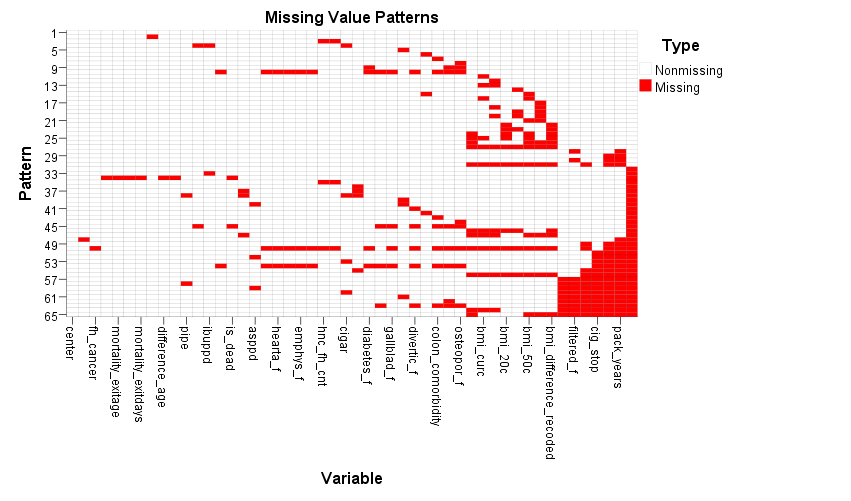 Missing Value Patterns
Type
Nonmissing
Missing
Pattern
1
5
9
13
17
21
25
29
33
37
41
45
49
53
57
61
65
center
fh_cancer
mortality_exitage
mortality_exitdays
difference_age
pipe
ibuppd
is_dead
asppd
hearta_f
emphys_f
hnc_fh_cnt
cigar
diabetes_f
gallblad_f
divertic_f
colon_comorbidity
osteopor_f
bmi_curc
bmi_20c
bmi_50c
bmi_difference_recoded
filtered_f
cig_stop
pack_years
Variable